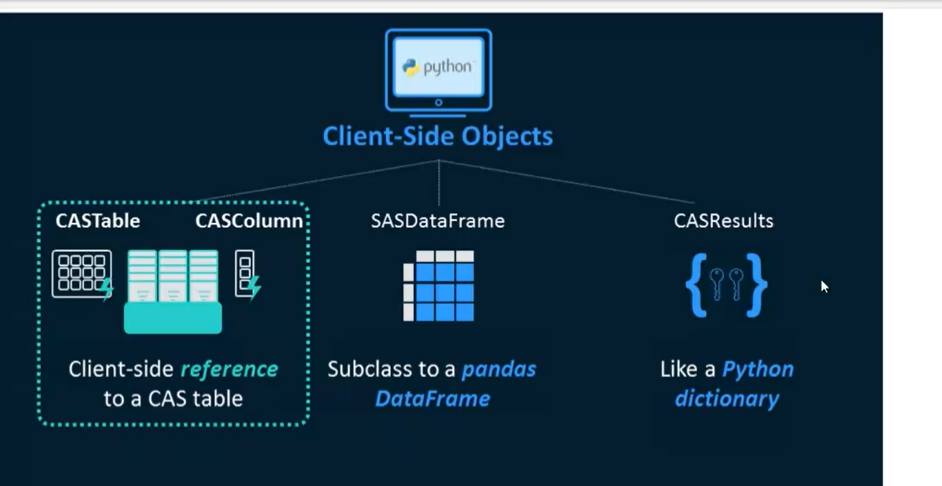 python
Client-Side Objects
CASTable
CASColumn
SASDataFrame
CASResults
Client-side reference
to a CAS table
Subclass to a pandas
DataFrame
Like a Python
dictionary